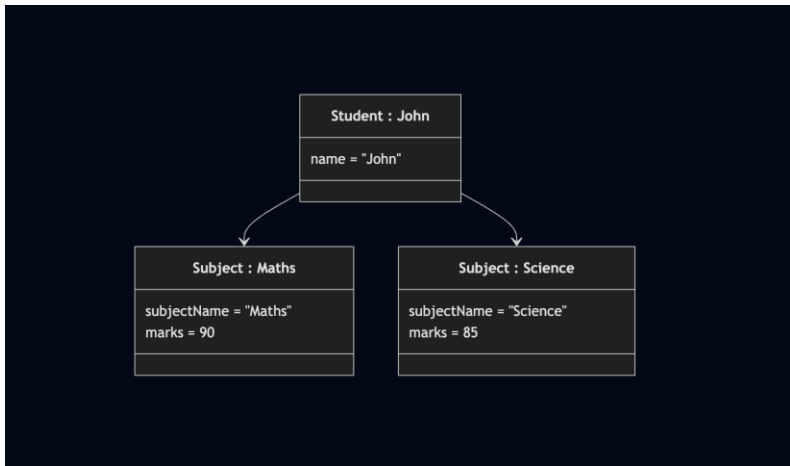 Student : John
name = "John"
Subject : Maths
subjectName = "Maths"
marks = 90
Subject : Science
subjectName = "Science"
marks = 85